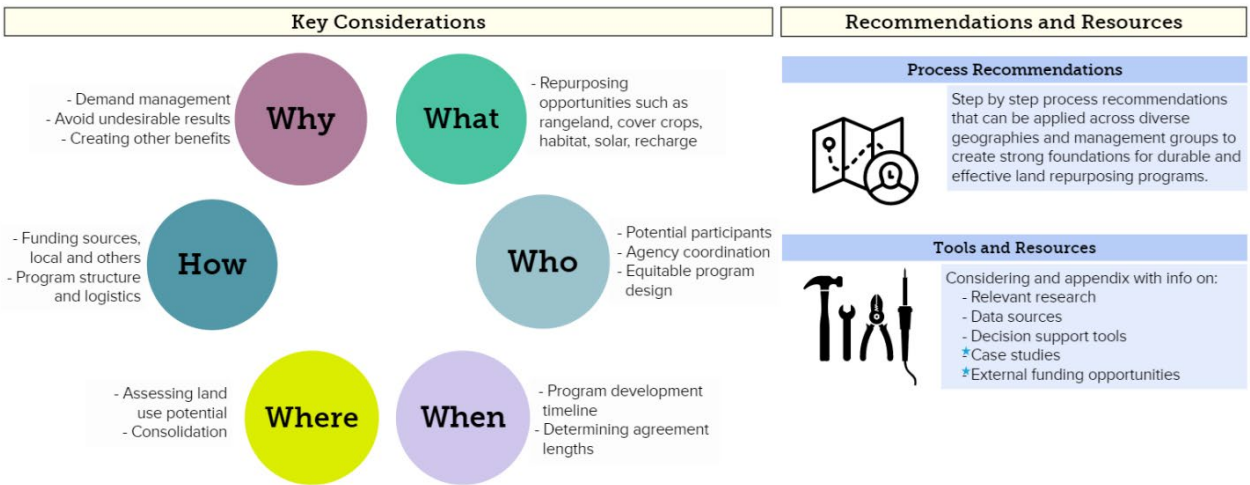 Key Considerations
- Demand management
- Avoid undesirable results
- Creating other benefits
Why
What
- Repurposing
opportunities such as
rangeland, cover crops,
habitat, solar, recharge
- Funding sources,
local and others
- Program structure
and logistics
How
Who
- Potential participants
- Agency coordination
- Equitable program
design
- Assessing land
use potential
- Consolidation
Where
When
- Program development
timeline
- Determining agreement
lengths
Recommendations and Resources
Process Recommendations
Step by step process recommendations
that can be applied across diverse
geographies and management groups to
create strong foundations for durable and
effective land repurposing programs.
Tools and Resources
Considering and appendix with info on:
- Relevant research
- Data sources
- Decision support tools
- Case studies
- External funding opportunities